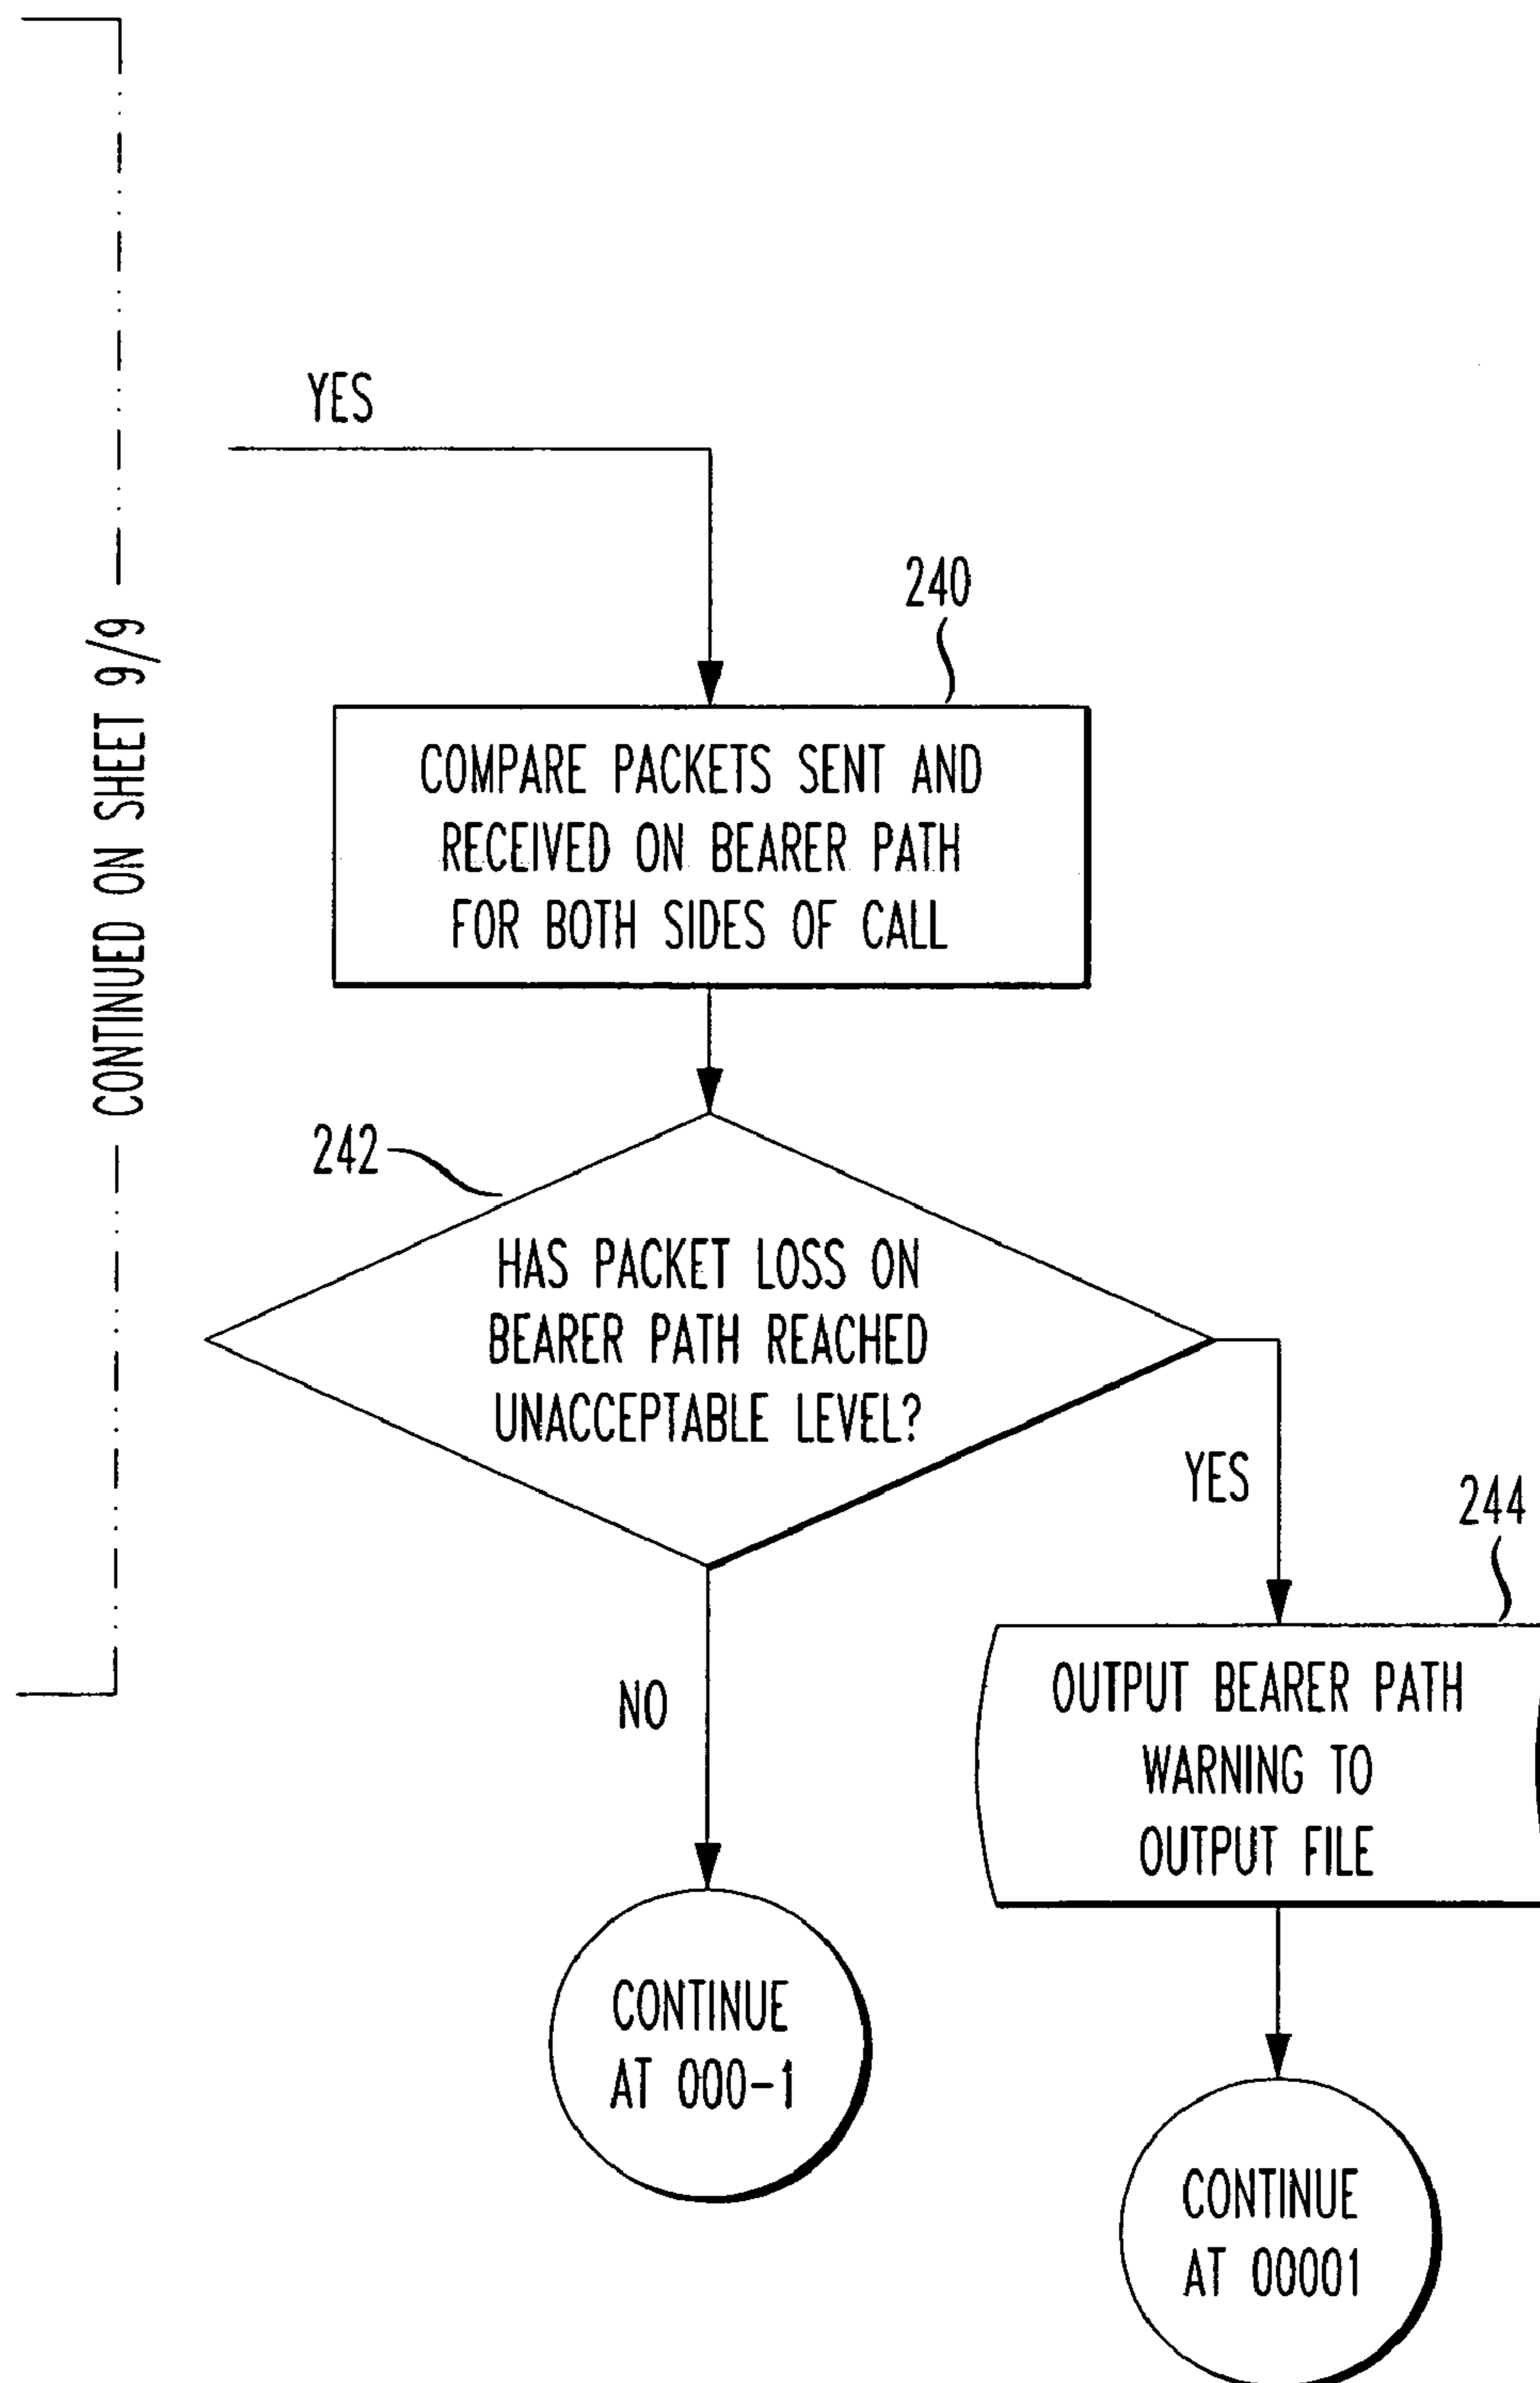 CONTINUED ON SHEET 9/9
YES
240
COMPARE PACKETS SENT AND
RECEIVED ON BEARER PATH
FOR BOTH SIDES OF CALL
242
HAS PACKET LOSS ON
BEARER PATH REACHED
UNACCEPTABLE LEVEL?
YES
244
NO
OUTPUT BEARER PATH
WARNING TO
OUTPUT FILE
CONTINUE
AT 000-1
CONTINUE
AT 00001